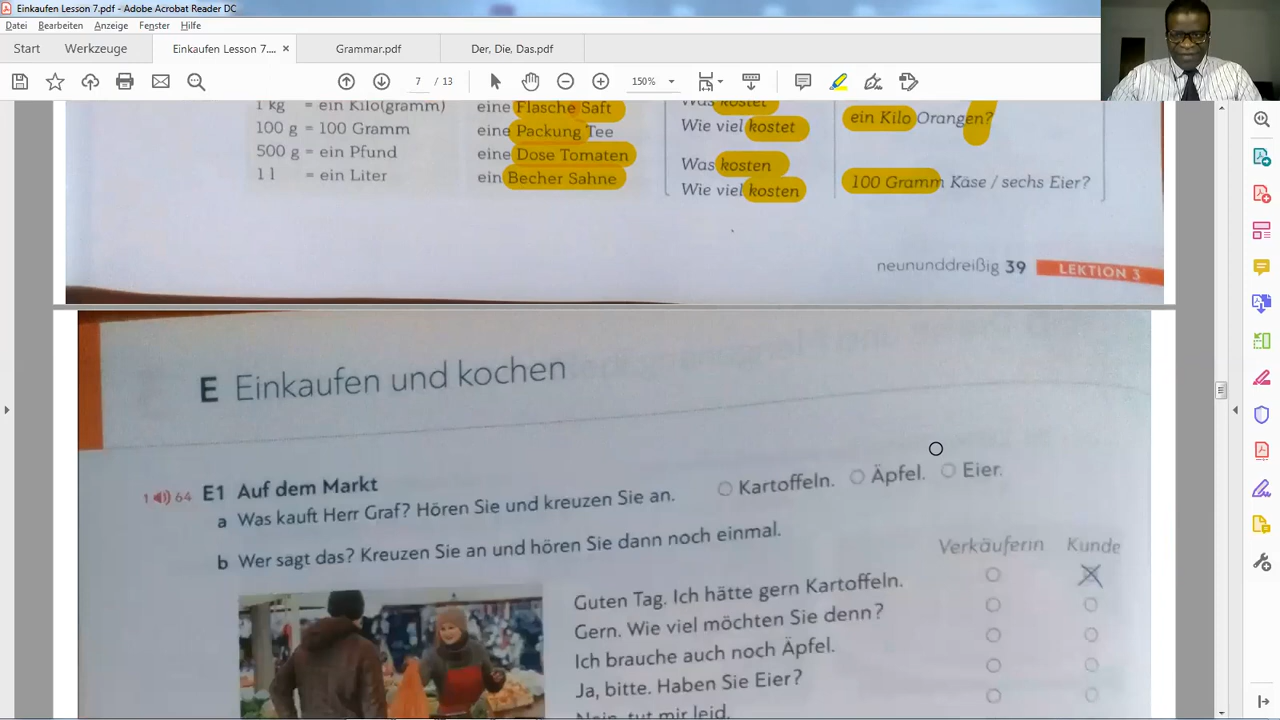 Einkaufen Lesson 7.pdf - Adobe Acrobat Reader DC
Datei Bearbeiten Anzeige Fenster Hilfe
Start Werkzeuge Einkaufen Lesson 7.... × Grammar.pdf Der, Die, Das.pdf
7 / 13 150%
1 kg = ein Kilo(gramm)
100 g = 100 Gramm
500 g = ein Pfund
1 l = ein Liter
eine Flasche Saft
eine Packung Tee
eine Dose Tomaten
ein Becher Sahne
Was kostet
Wie viel kostet
Was kosten
Wie viel kosten
ein Kilo Orangen?
100 Gramm Käse / sechs Eier?
neununddreißig 39 LEKTION 3
E Einkaufen und kochen
1 64 E1 Auf dem Markt
a Was kauft Herr Graf? Hören Sie und kreuzen Sie an. Kartoffeln. Äpfel. Eier.
b Wer sagt das? Kreuzen Sie an und hören Sie dann noch einmal.
Verkäuferin Kunde
Guten Tag. Ich hätte gern Kartoffeln.
Gern. Wie viel möchten Sie denn?
Ich brauche auch noch Äpfel.
Ja, bitte. Haben Sie Eier?
Nein, tut mir leid.